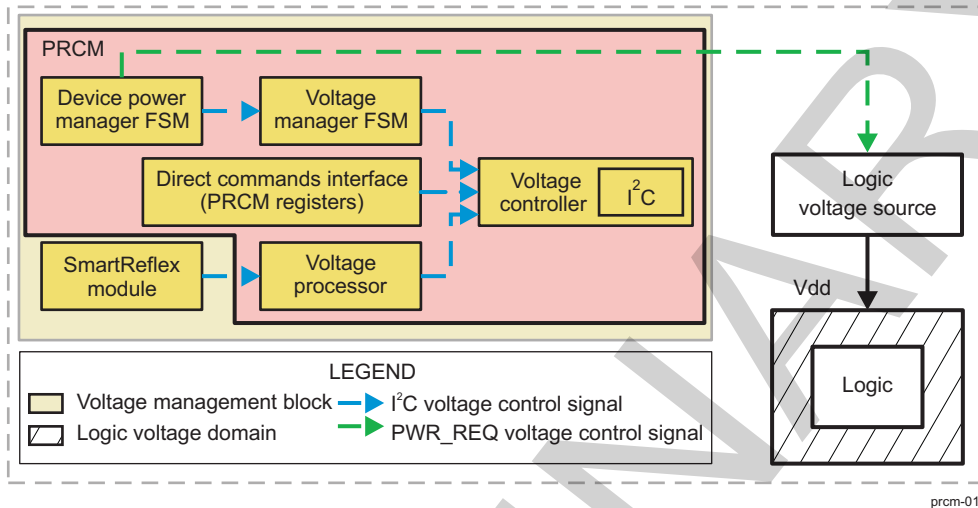 PRCM
Device power
manager FSM
Voltage
manager FSM
Direct commands interface
(PRCM registers)
Voltage
controller
I²C
SmartReflex
module
Voltage
processor
Logic
voltage source
Vdd
Logic
LEGEND
Voltage management block
I²C voltage control signal
Logic voltage domain
PWR_REQ voltage control signal
prcm-01